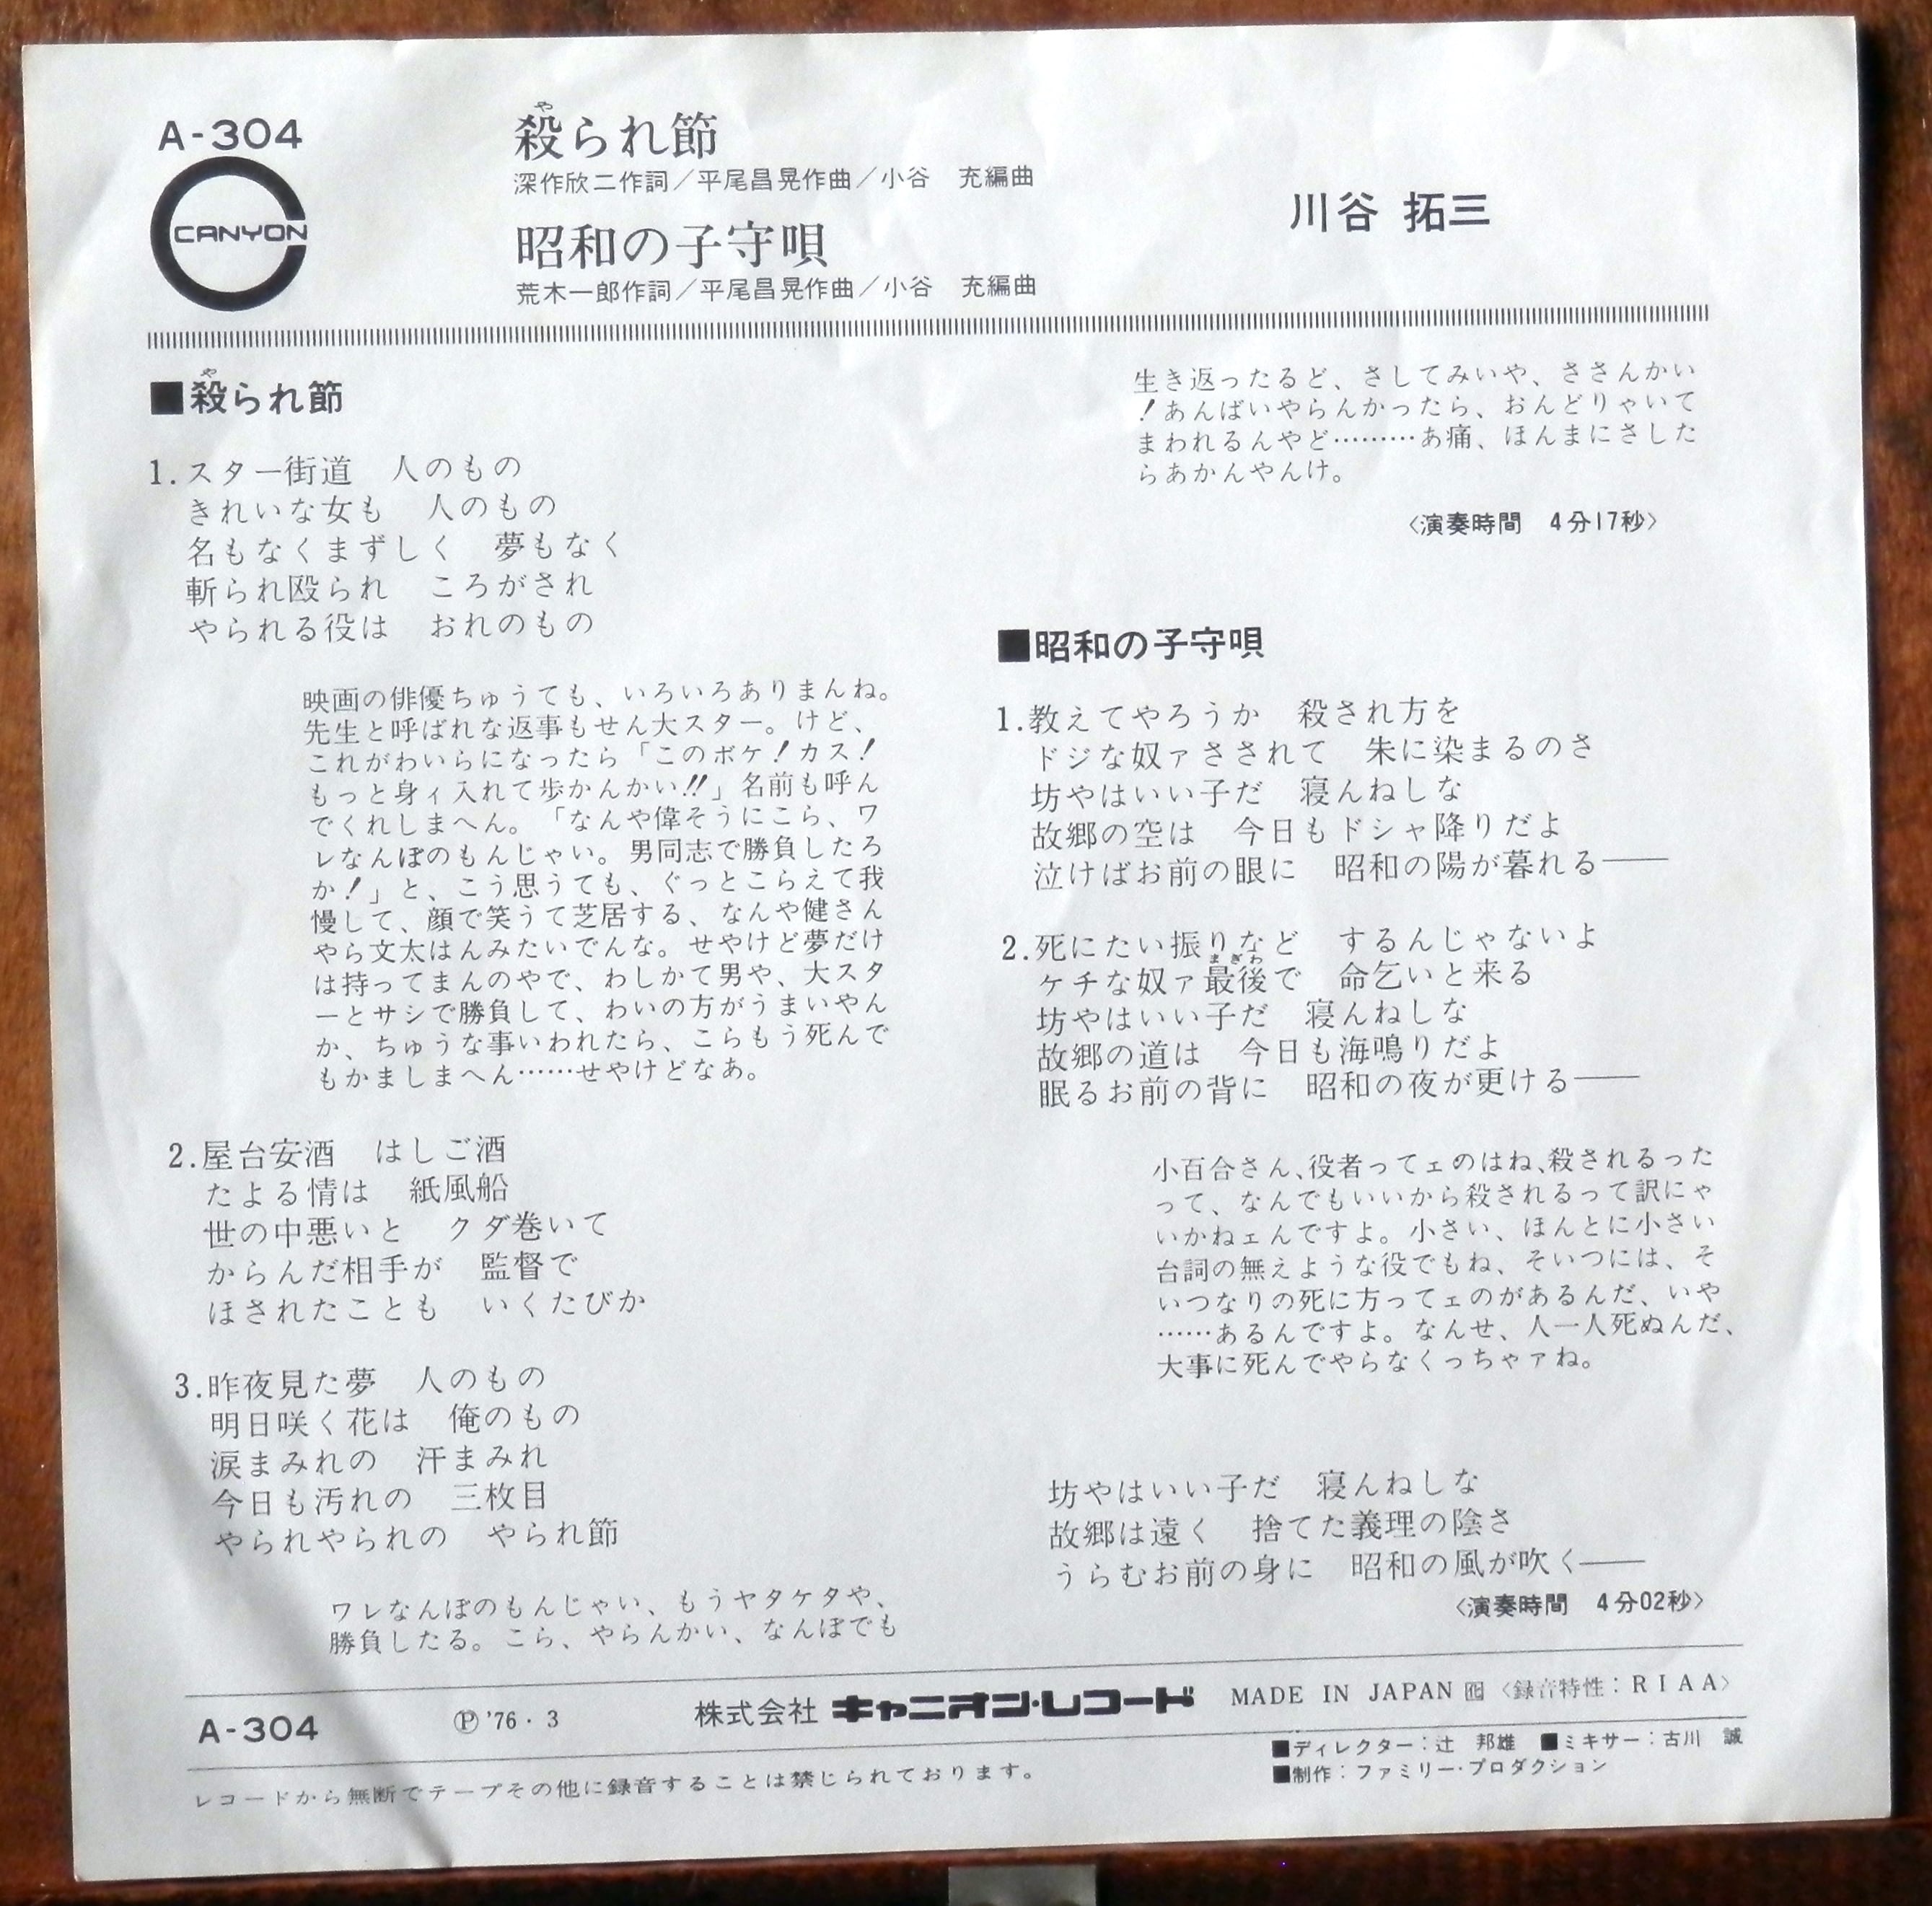 A-304
CANYON
や
殺られ節
深作欣二作詞／平尾昌晃作曲／小谷　充編曲
昭和の子守唄
荒木一郎作詞／平尾昌晃作曲／小谷　充編曲
川谷 拓三
や
■殺られ節
1.スター街道　人のもの
きれいな女も　人のもの
名もなくまずしく　夢もなく
斬られ殴られ　ころがされ
やられる役は　おれのもの
映画の俳優ちゅうても、いろいろありまんね。
先生と呼ばれな返事もせん大スター。けど、
これがわいらになったら「このボケ！カス！
もっと身ィ入れて歩かんかい!!」名前も呼ん
でくれしまへん。「なんや偉そうにこら、ワ
レなんぼのもんじゃい。男同志で勝負したろ
か！」と、こう思うても、ぐっとこらえて我
慢して、顔で笑うて芝居する、なんや健さん
やら文太はんみたいでんな。せやけど夢だけ
は持ってまんのやで、わしかて男や、大スタ
ーとサシで勝負して、わいの方がうまいやん
か、ちゅうな事いわれたら、こらもう死んで
もかましまへん……せやけどなあ。
2.屋台安酒　はしご酒
たよる情は　紙風船
世の中悪いと　クダ巻いて
からんだ相手が　監督で
ほされたことも　いくたびか
3.昨夜見た夢　人のもの
明日咲く花は　俺のもの
涙まみれの　汗まみれ
今日も汚れの　三枚目
やられやられの　やられ節
ワレなんぼのもんじゃい、もうヤタケタや、
勝負したる。こら、やらんかい、なんぼでも
生き返ったるど、さしてみいや、ささんかい
！あんばいやらんかったら、おんどりゃいて
まわれるんやど………あ痛、ほんまにさした
らあかんやんけ。
〈演奏時間　4分17秒〉
■昭和の子守唄
1.教えてやろうか　殺され方を
ドジな奴ァさされて　朱に染まるのさ
坊やはいい子だ　寝んねしな
故郷の空は　今日もドシャ降りだよ
泣けばお前の眼に　昭和の陽が暮れる――
2.死にたい振りなど　するんじゃないよ
まぎわ
ケチな奴ァ最後で　命乞いと来る
坊やはいい子だ　寝んねしな
故郷の道は　今日も海鳴りだよ
眠るお前の背に　昭和の夜が更ける――
小百合さん、役者ってェのはね、殺されるった
って、なんでもいいから殺されるって訳にゃ
いかねェんですよ。小さい、ほんとに小さい
台詞の無えような役でもね、そいつには、そ
いつなりの死に方ってェのがあるんだ、いや
……あるんですよ。なんせ、人一人死ぬんだ、
大事に死んでやらなくっちゃァね。
坊やはいい子だ　寝んねしな
故郷は遠く　捨てた義理の陰さ
うらむお前の身に　昭和の風が吹く――
〈演奏時間　4分02秒〉
A-304
Ⓟ'76・3
株式会社 キャニオン・レコード
MADE IN JAPAN 〈録音特性：RIAA〉
レコードから無断でテープその他に録音することは禁じられております。
■ディレクター：辻　邦雄　■ミキサー：古川　誠
■制作：ファミリー・プロダクション